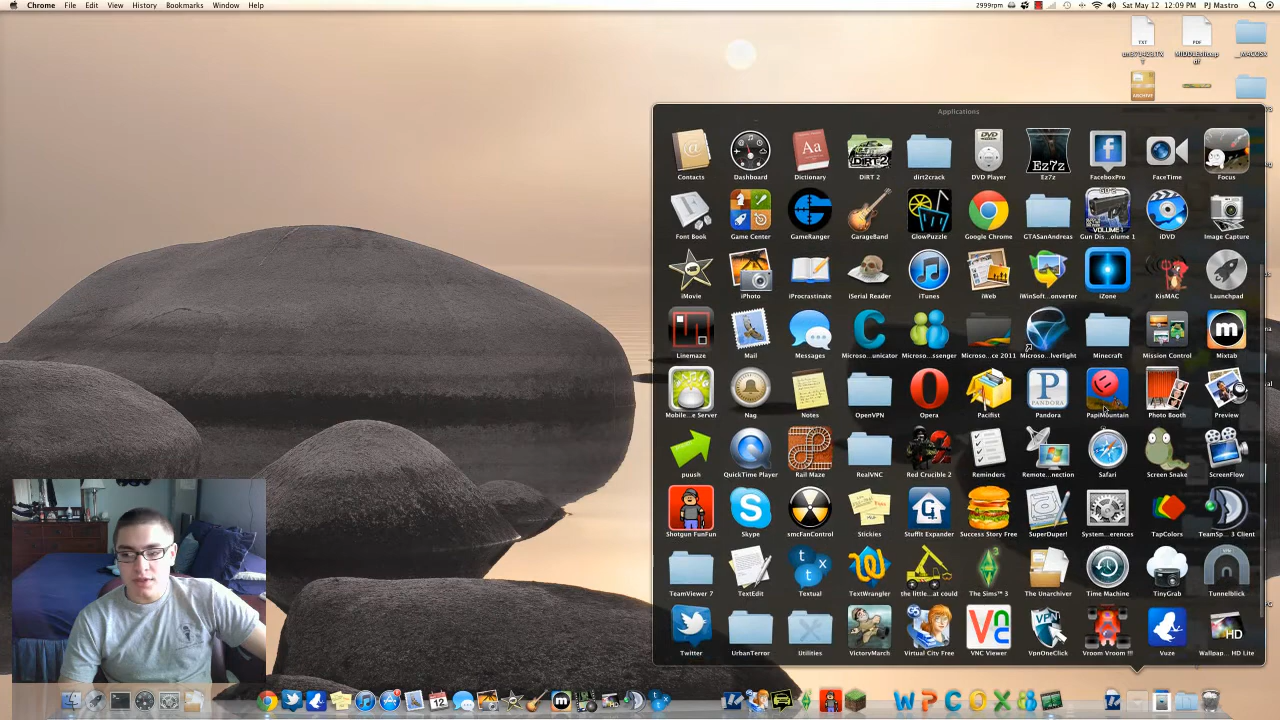 Chrome File Edit View History Bookmarks Window Help
2999rpm Sat May 12 12:09 PM PJ Mastro
TXT PDF
MIDDLEslice.pdf __MACOSX
ARCHIVE
Applications
Contacts Dashboard Dictionary DiRT 2 dirt2crack DVD Player Ez7z FaceboxPro FaceTime Focus
Font Book Game Center GameRanger GarageBand GlowPuzzle Google Chrome GTASanAndreas Gun Dis...olume 1 iDVD Image Capture
iMovie iPhoto iProcrastinate iSerial Reader iTunes iWeb iWinSoft...onverter iZone KisMAC Launchpad
Linemaze Mail Messages Microso...unicator Microso...ssenger Microso...ce 2011 Microso...lverlight Minecraft Mission Control Mixtab
Mobile...e Server Nag Notes OpenVPN Opera Pacifist Pandora PapiMountain Photo Booth Preview
puush QuickTime Player Rail Maze RealVNC Red Crucible 2 Reminders Remote...nection Safari Screen Snake ScreenFlow
Shotgun FunFun Skype smcFanControl Stickies StuffIt Expander Success Story Free SuperDuper! System...erences TapColors TeamSp... 3 Client
TeamViewer 7 TextEdit Textual TextWrangler the little...at could The Sims™ 3 The Unarchiver Time Machine TinyGrab Tunnelblick
Twitter UrbanTerror Utilities VictoryMarch Virtual City Free VNC Viewer VpnOneClick Vroom Vroom !!! Vuze Wallpap... HD Lite